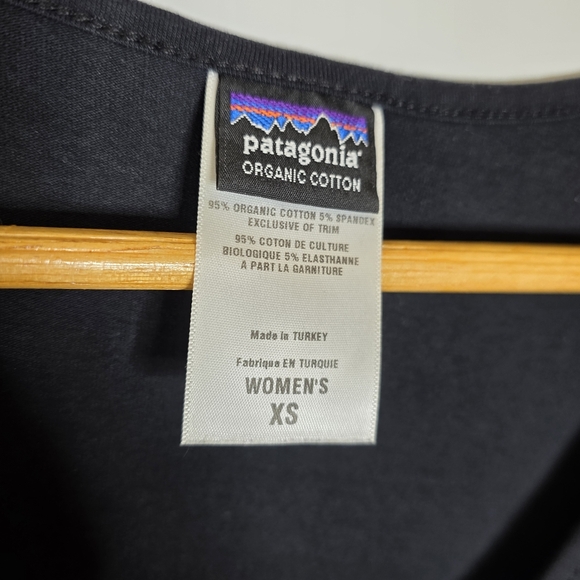 patagonia
ORGANIC COTTON
95% ORGANIC COTTON 5% SPANDEX
EXCLUSIVE OF TRIM
95% COTON DE CULTURE
BIOLOGIQUE 5% ELASTHANNE
A PART LA GARNITURE
Made in TURKEY
Fabrique EN TURQUIE
WOMEN'S
XS